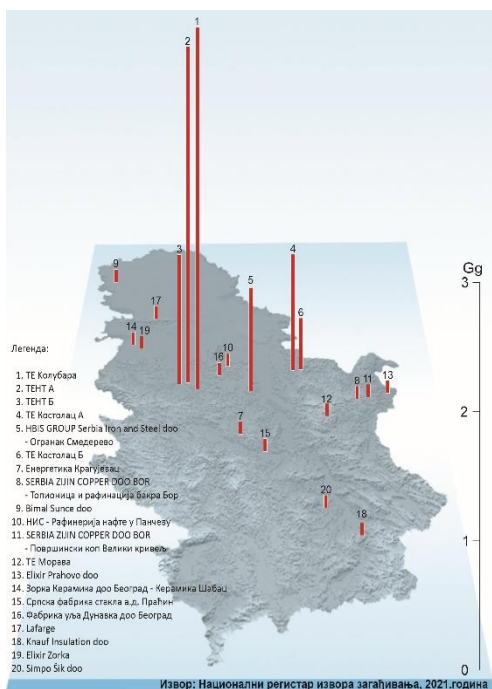 1
2
3
4
5
6
9
17
14
19
16
10
7
15
12
8
11
13
20
18
Gg
3
2
1
0
Легенда:
1. ТЕ Колубара
2. ТЕНТ А
3. ТЕНТ Б
4. ТЕ Костолац А
5. HBIS GROUP Serbia Iron and Steel doo
- Огранак Смедерево
6. ТЕ Костолац Б
7. Енергетика Крагујевац
8. SERBIA ZIJIN COPPER DOO BOR
- Топионица и рафинација бакра Бор
9. Bimal Sunce doo
10. НИС - Рафинерија нафте у Панчеву
11. SERBIA ZIJIN COPPER DOO BOR
- Површински коп Велики кривељ
12. ТЕ Морава
13. Elixir Prahovo doo
14. Зорка Керамика доо Београд - Керамика Шабац
15. Српска фабрика стакла а.д. Праћин
16. Фабрика уља Дунавка доо Београд
17. Lafarge
18. Knauf Insulation doo
19. Elixir Zorka
20. Simpo Šik doo
Извор: Национални регистар извора загађивања, 2021.година